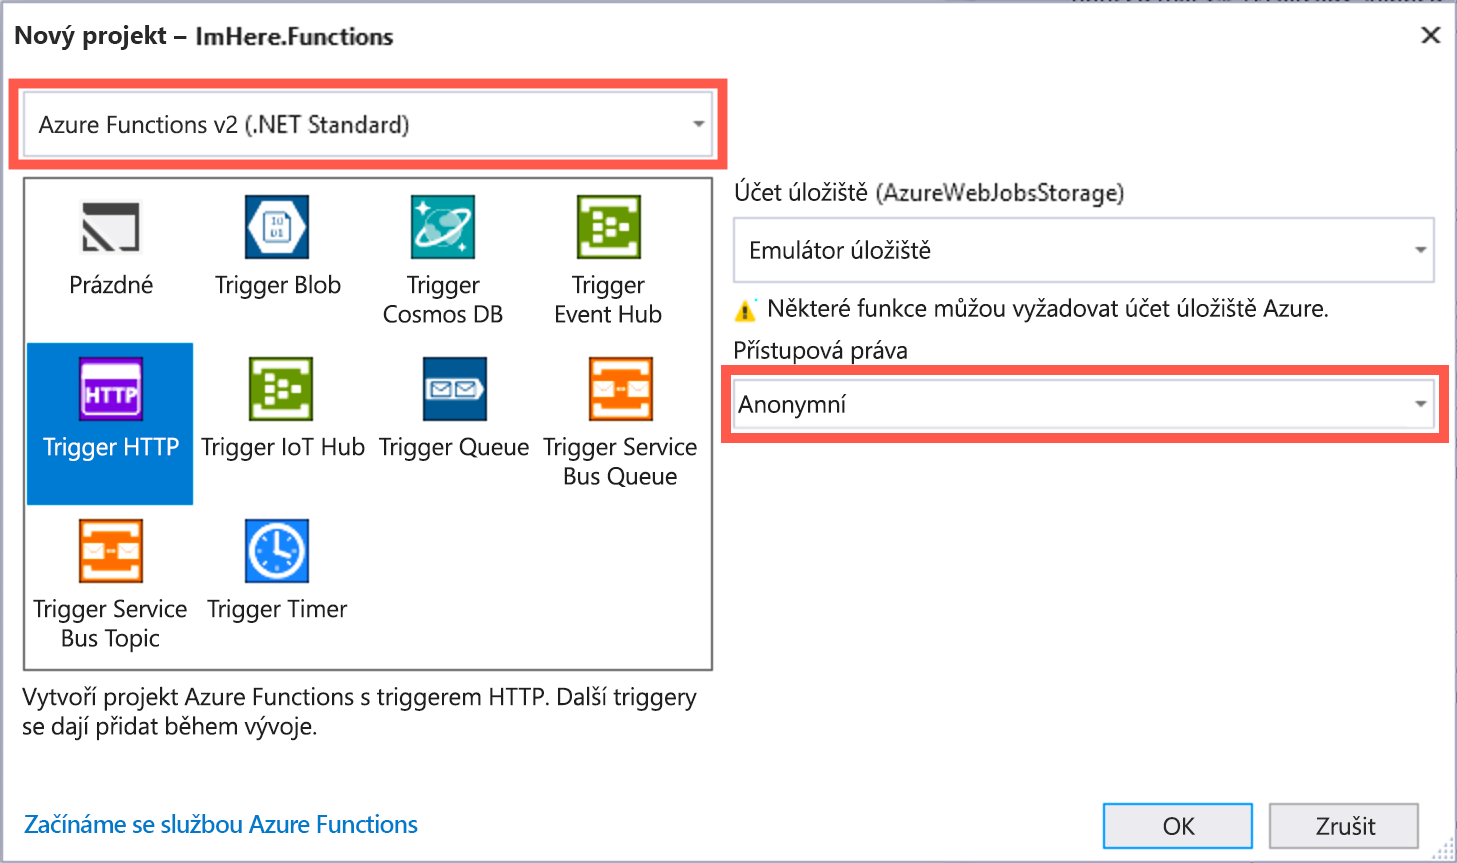 Nový projekt – ImHere.Functions
Azure Functions v2 (.NET Standard)
Prázdné
Trigger Blob
Trigger
Cosmos DB
Trigger
Event Hub
HTTP
Trigger HTTP
Trigger IoT Hub
Trigger Queue
Trigger Service
Bus Queue
Trigger Service
Bus Topic
Trigger Timer
Vytvoří projekt Azure Functions s triggerem HTTP. Další triggery
se dají přidat během vývoje.
Účet úložiště (AzureWebJobsStorage)
Emulátor úložiště
Některé funkce můžou vyžadovat účet úložiště Azure.
Přístupová práva
Anonymní
Začínáme se službou Azure Functions
OK
Zrušit